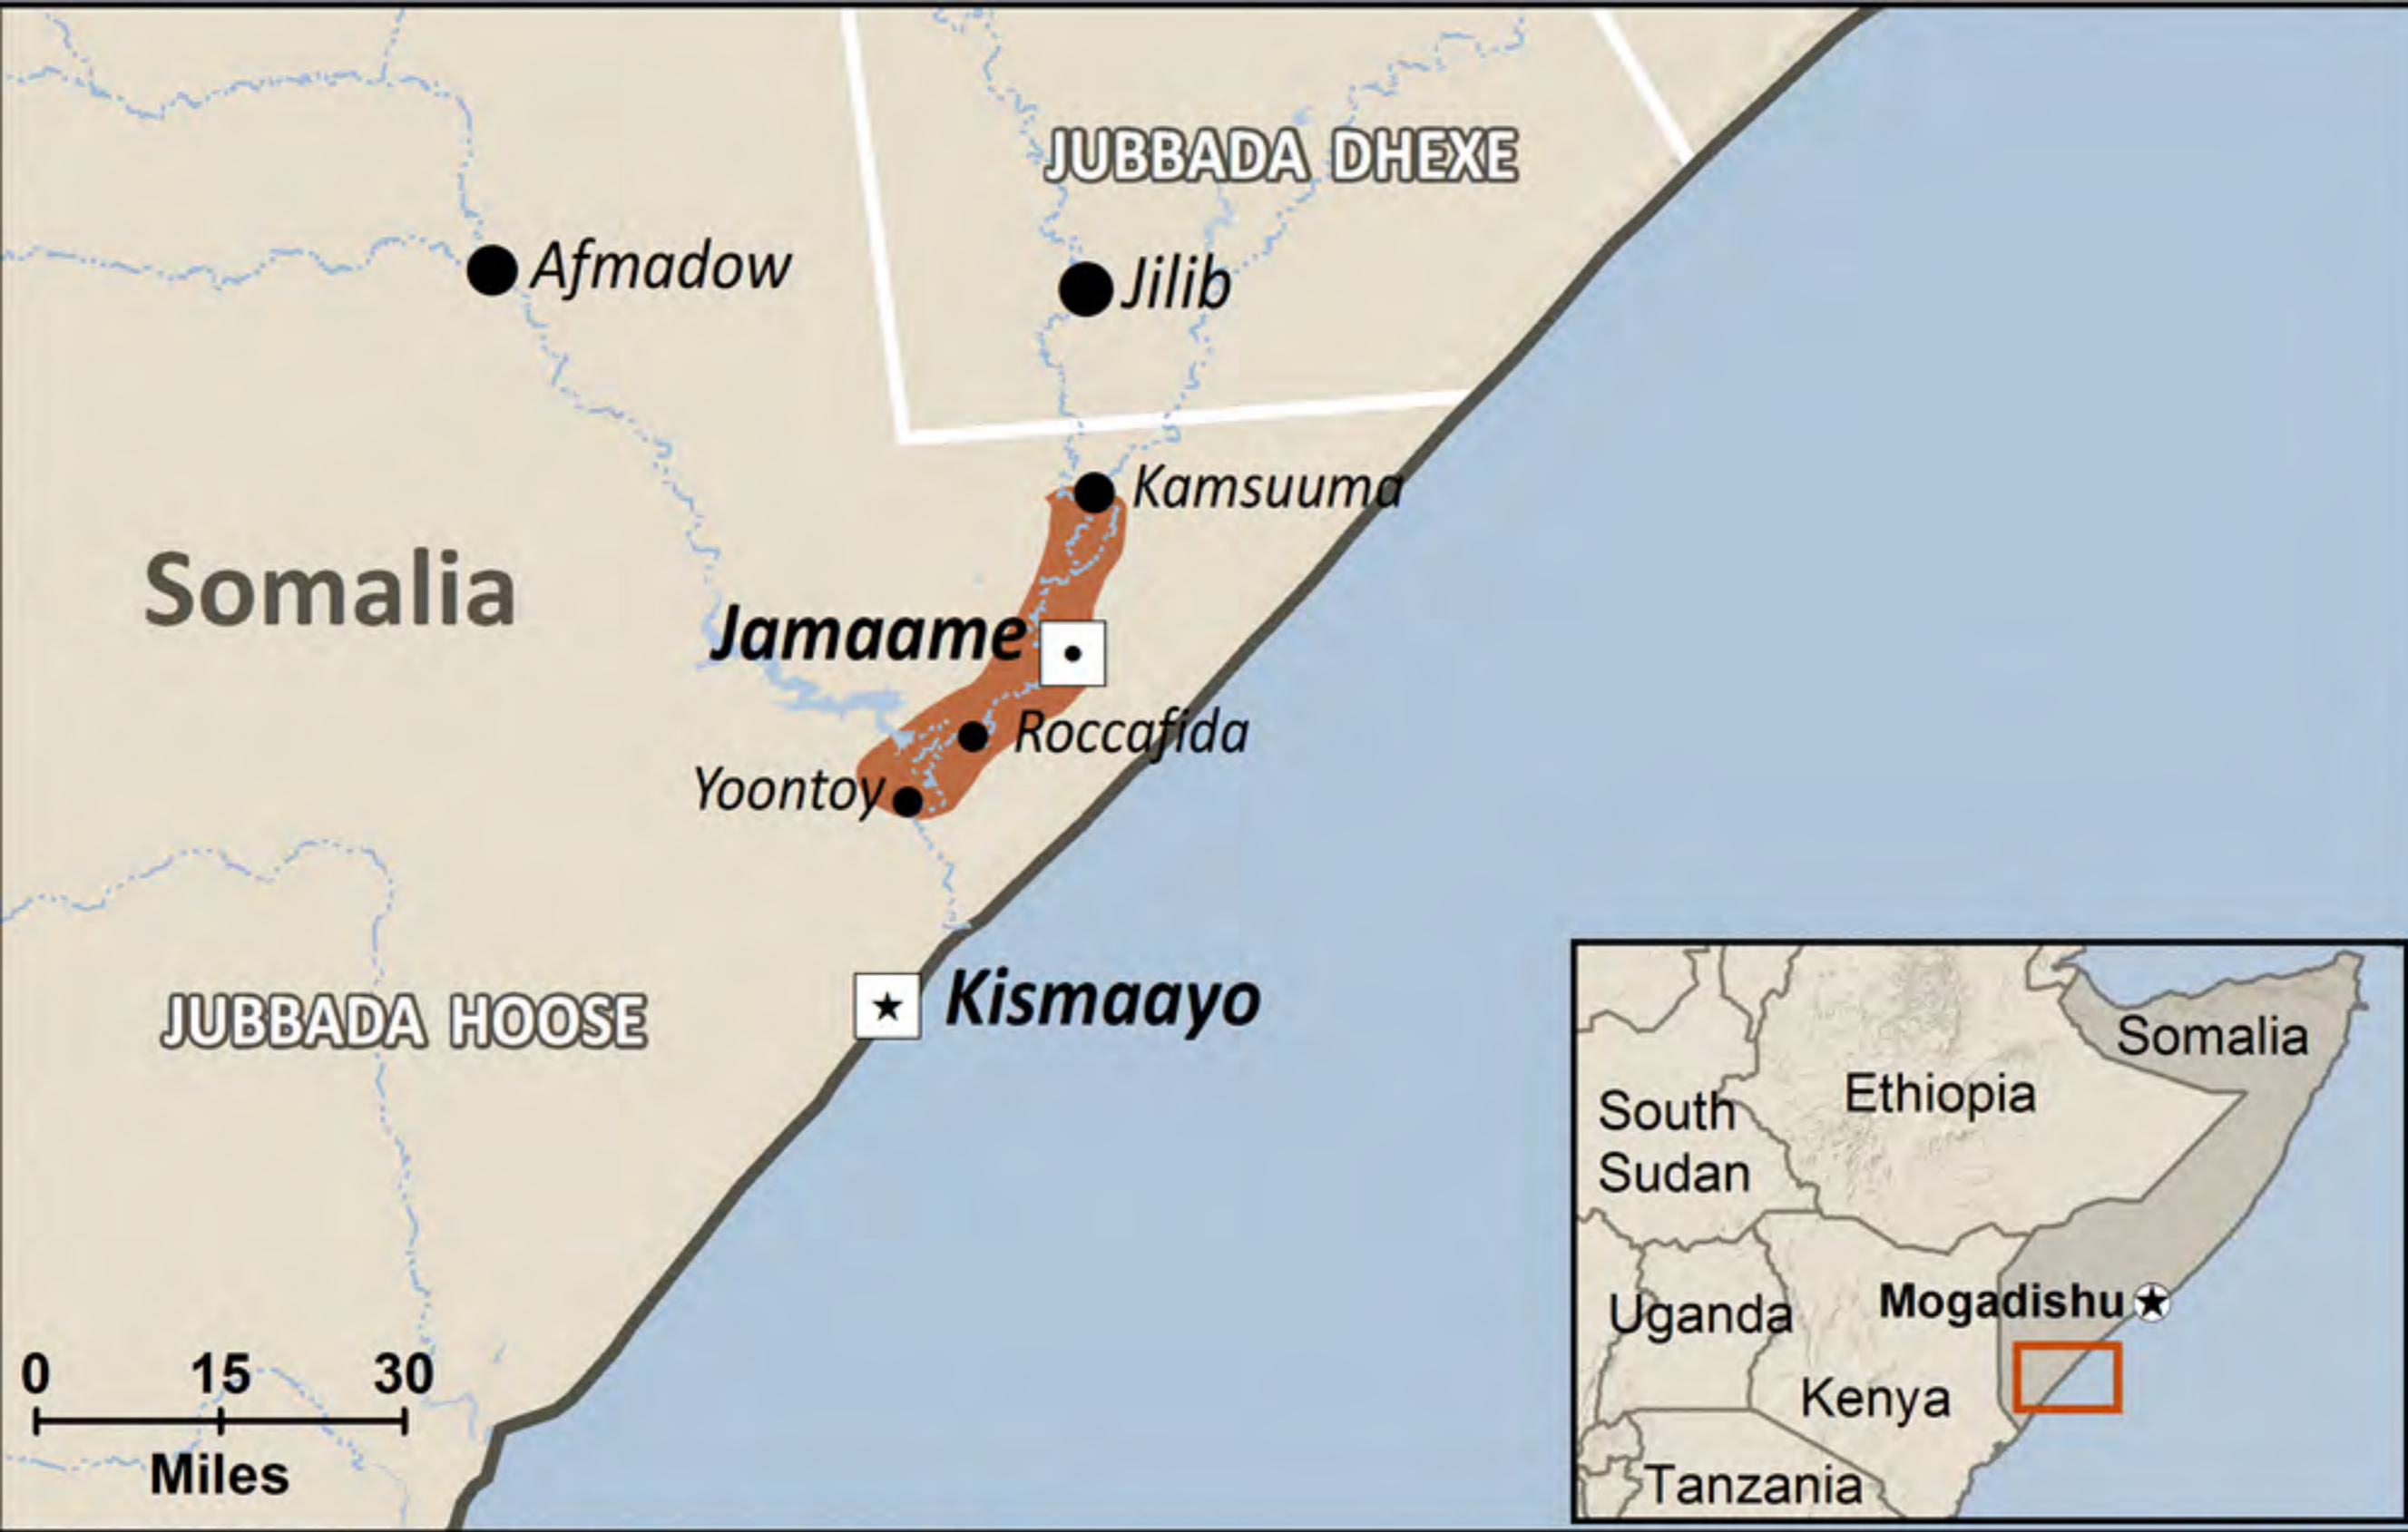 JUBBADA DHEXE
Afmadow
Jilib
Kamsuuma
Somalia
Jamaame
Roccafida
Yoontoy
Kismaayo
JUBBADA HOOSE
0 15 30
Miles
Somalia
Ethiopia
South
Sudan
Mogadishu
Uganda
Kenya
Tanzania